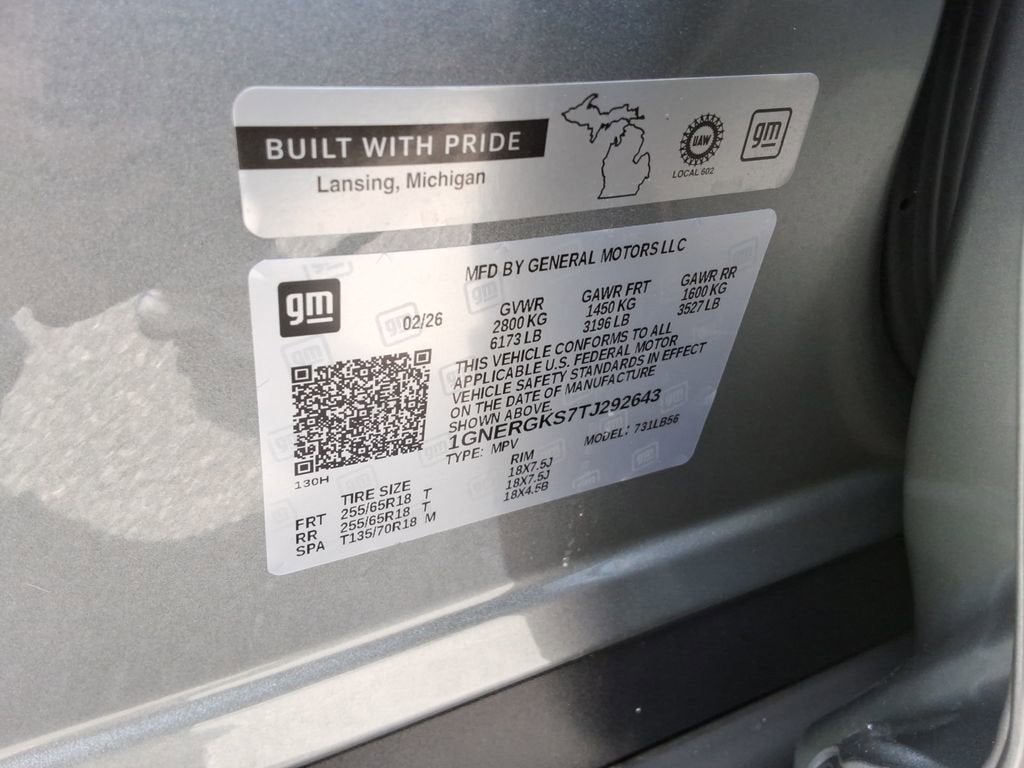 BUILT WITH PRIDE
Lansing, Michigan
UAW
LOCAL 602
gm
MFD BY GENERAL MOTORS LLC
gm
02/26
GVWR GAWR FRT GAWR RR
2800 KG 1450 KG 1600 KG
6173 LB 3196 LB 3527 LB
THIS VEHICLE CONFORMS TO ALL
APPLICABLE U.S. FEDERAL MOTOR
VEHICLE SAFETY STANDARDS IN EFFECT
ON THE DATE OF MANUFACTURE
SHOWN ABOVE.
1GNERGKS7TJ292643
TYPE: MPV MODEL: 731LB56
130H
TIRE SIZE RIM
FRT 255/65R18 T 18X7.5J
RR 255/65R18 T 18X7.5J
SPA T135/70R18 M 18X4.5B